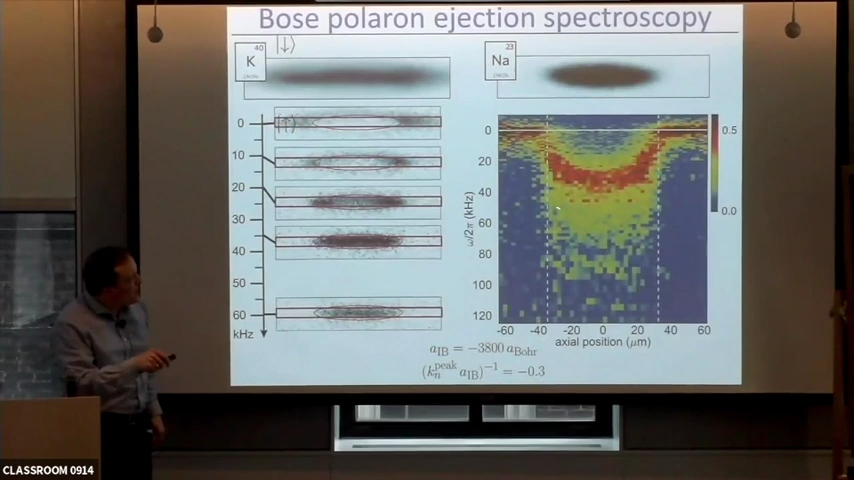 Bose polaron ejection spectroscopy
40
K
|↓⟩
23
Na
|↑⟩
0
10
20
30
40
50
60
kHz
0
20
40
60
80
100
120
ω/2π (kHz)
0.5
0.0
-60 -40 -20 0 20 40 60
axial position (μm)
a_IB = −3800 a_Bohr
(k_n^peak a_IB)^−1 = −0.3
CLASSROOM 0914